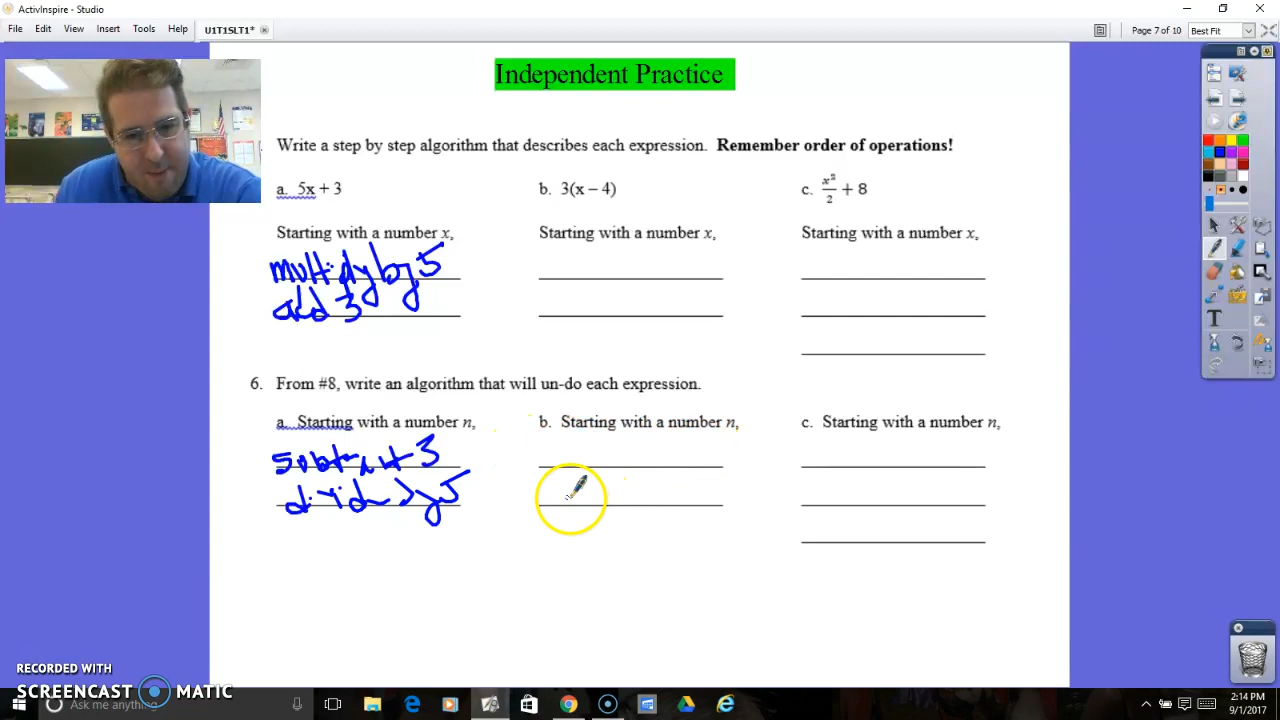 ActivInspire - Studio
File Edit View Insert Tools Help
U1T1SLT1*
Page 7 of 10
Best Fit
Independent Practice
Write a step by step algorithm that describes each expression. Remember order of operations!
a. 5x + 3
b. 3(x – 4)
c. x²/2 + 8
Starting with a number x,
Starting with a number x,
Starting with a number x,
multiply by 5
add 3
6. From #8, write an algorithm that will un-do each expression.
a. Starting with a number n,
b. Starting with a number n,
c. Starting with a number n,
subtract 3
divide by 5
RECORDED WITH
SCREENCAST MATIC
Ask me anything
2:14 PM
9/1/2017